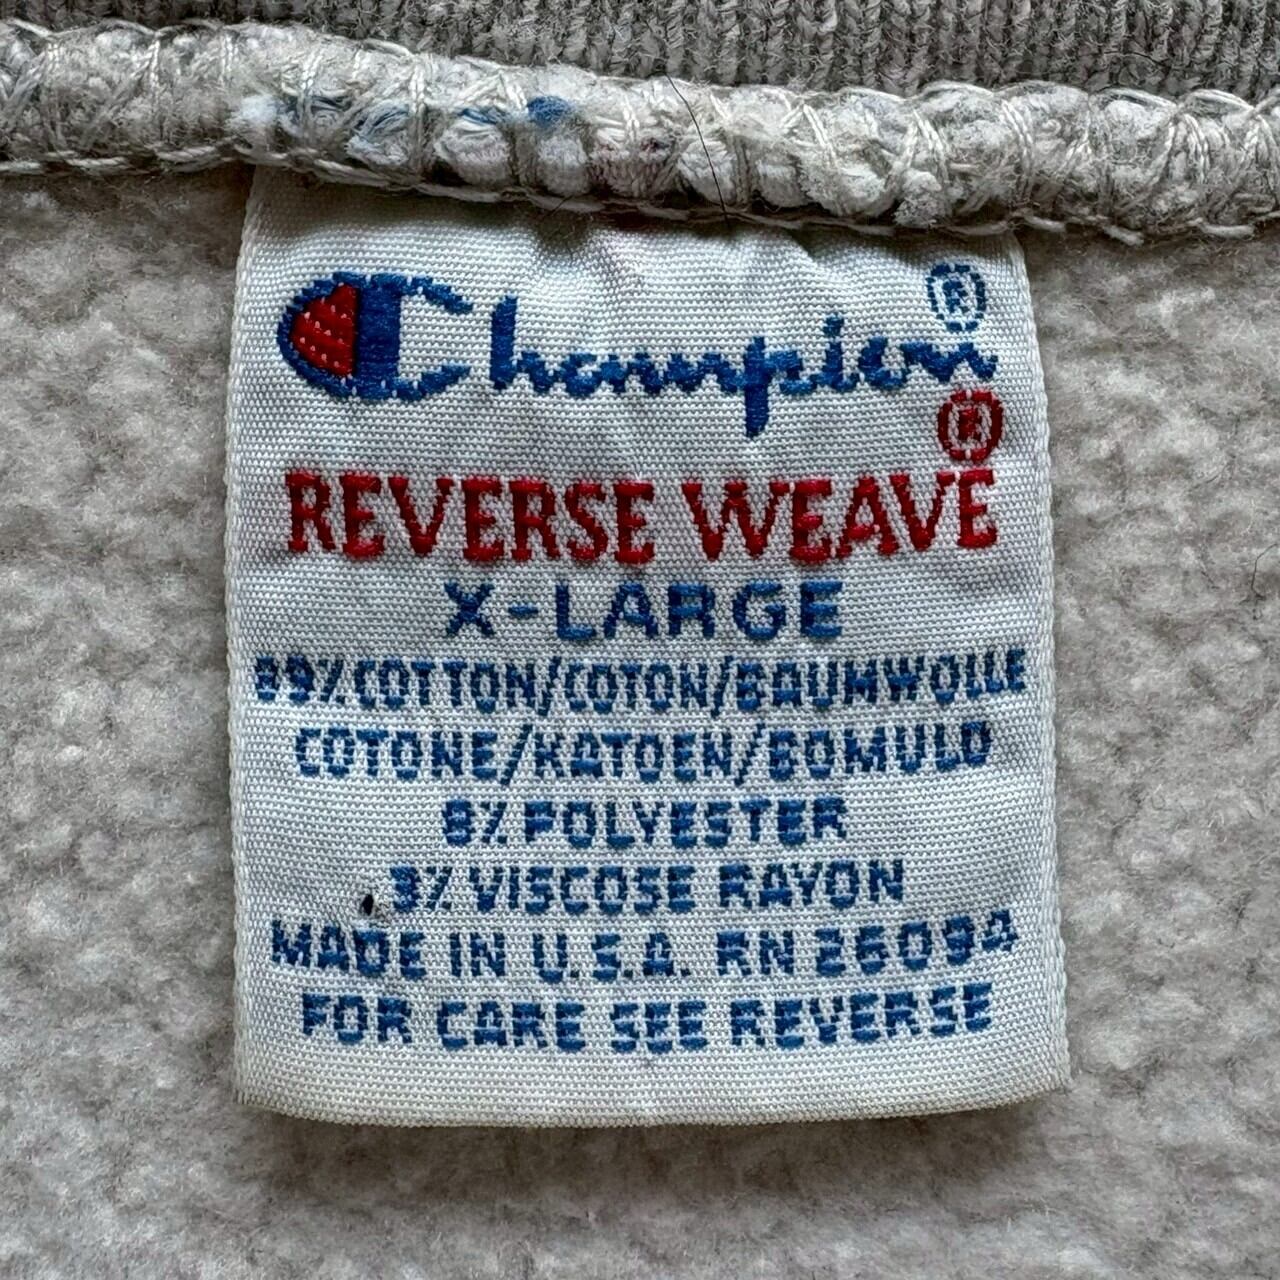 Champion®
®
REVERSE WEAVE
X-LARGE
89% COTTON/COTON/BAUMWOLLE
COTONE/KATOEN/BOMULD
8% POLYESTER
3% VISCOSE RAYON
MADE IN U.S.A. RN 26094
FOR CARE SEE REVERSE